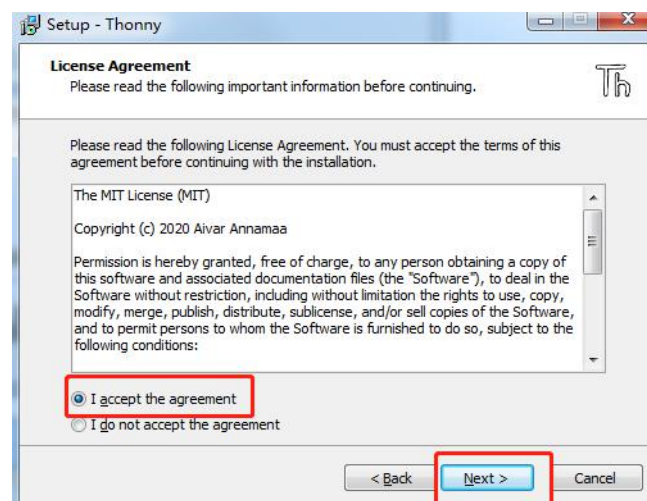 Setup - Thonny
License Agreement
Please read the following important information before continuing.
Th
Please read the following License Agreement. You must accept the terms of this
agreement before continuing with the installation.
The MIT License (MIT)
Copyright (c) 2020 Aivar Annamaa
Permission is hereby granted, free of charge, to any person obtaining a copy of
this software and associated documentation files (the "Software"), to deal in the
Software without restriction, including without limitation the rights to use, copy,
modify, merge, publish, distribute, sublicense, and/or sell copies of the Software,
and to permit persons to whom the Software is furnished to do so, subject to the
following conditions:
I accept the agreement
I do not accept the agreement
< Back Next > Cancel